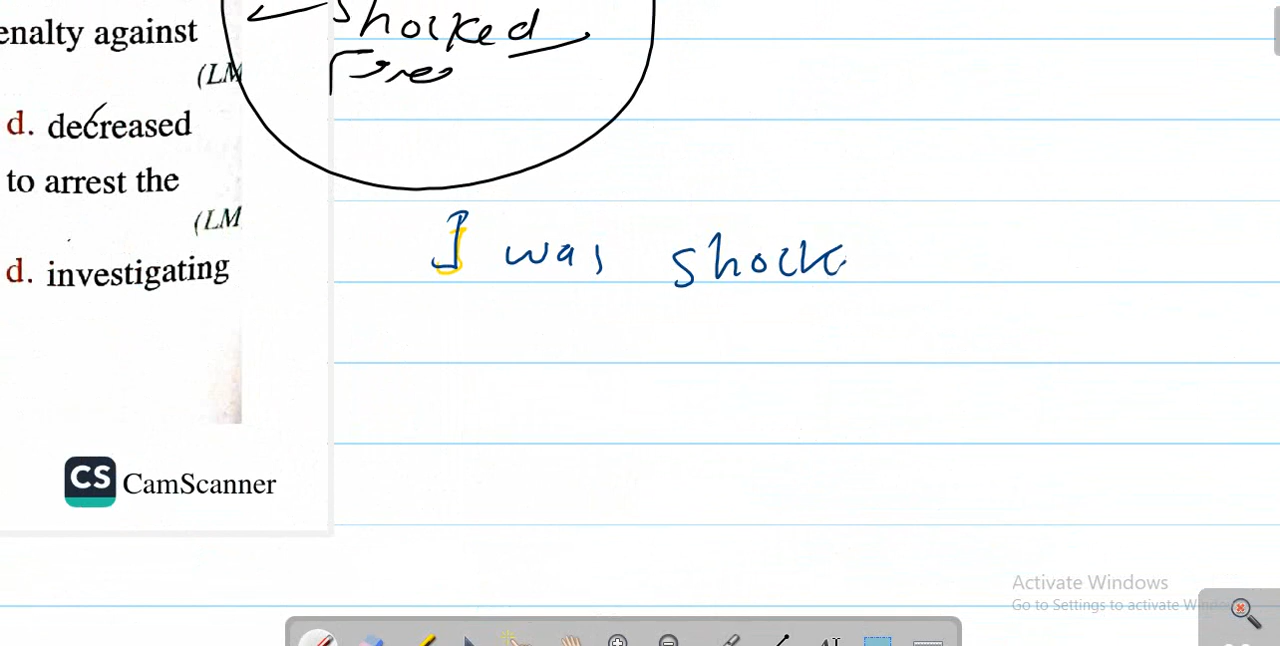 enalty against
(LM
d. decreased
to arrest the
(LM
d. investigating
shocked
I was shock
CS CamScanner
Activate Windows
Go to Settings to activate W